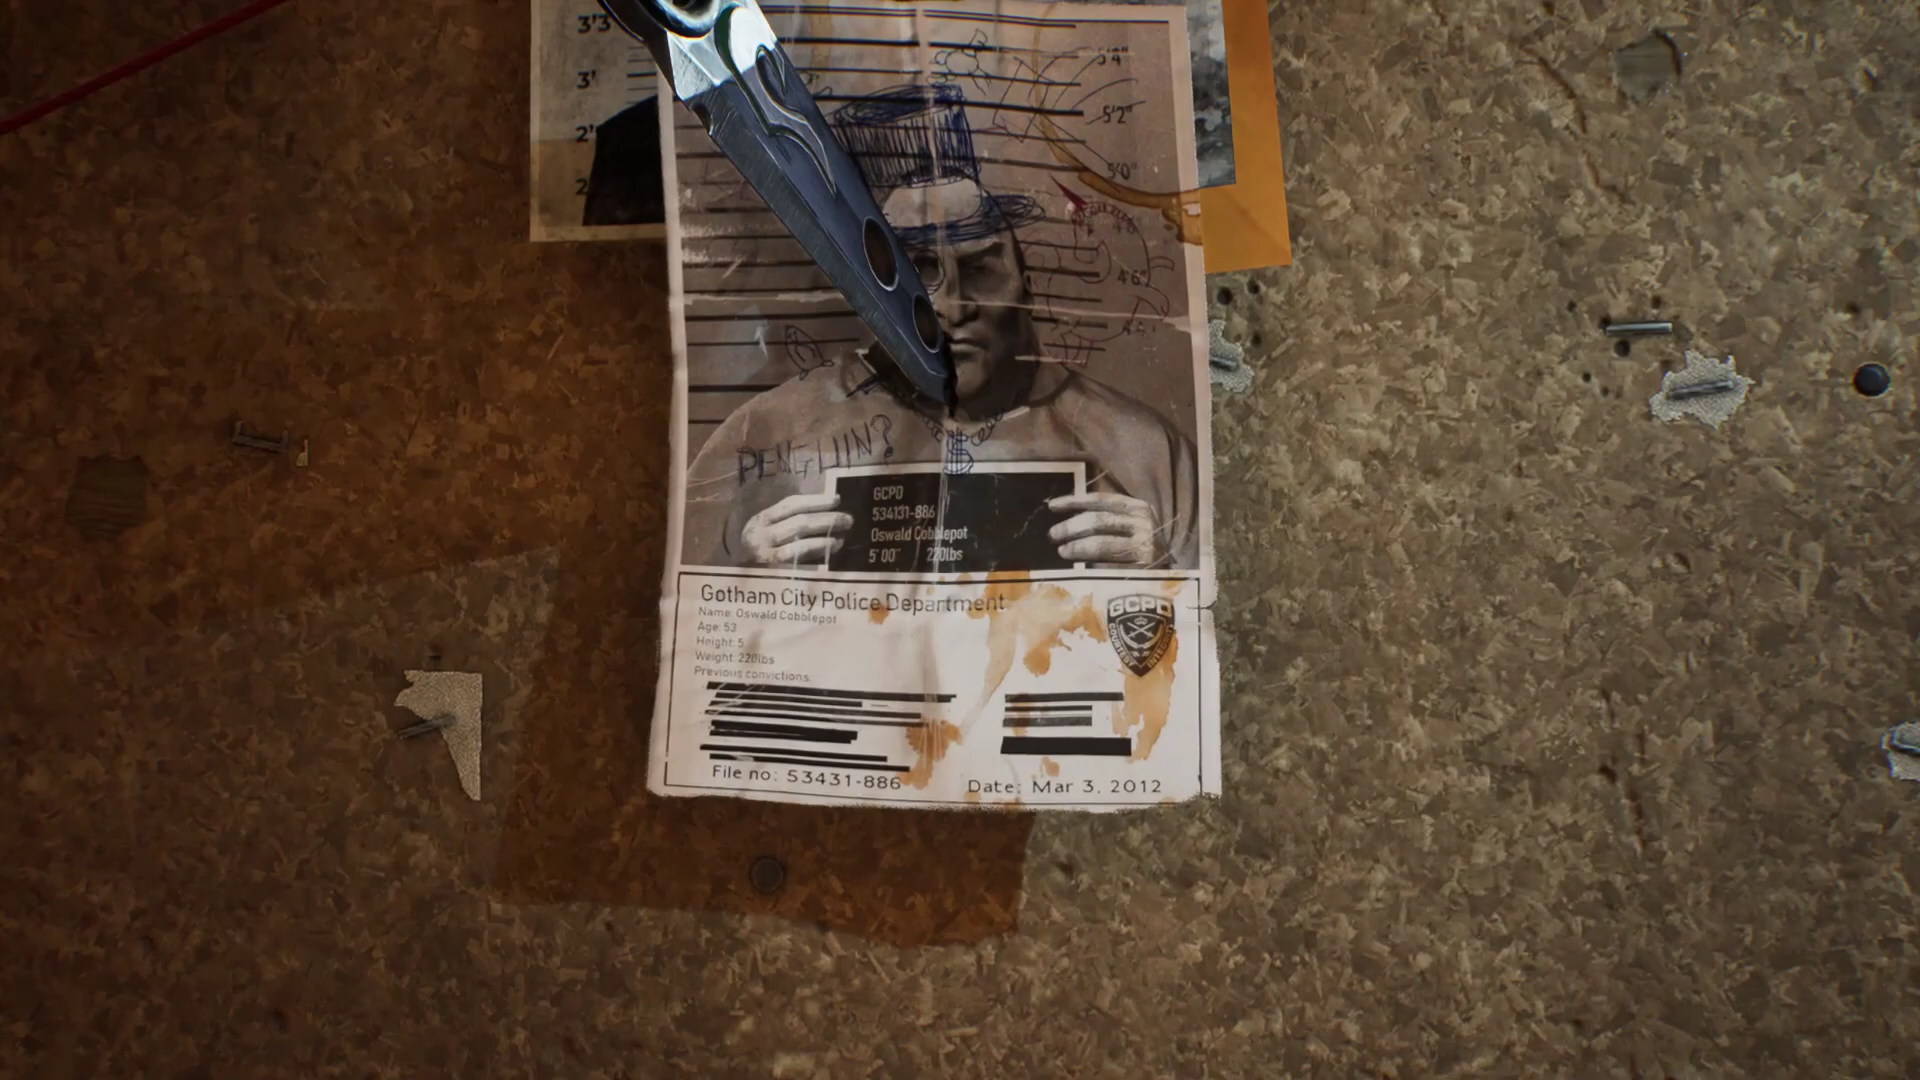 3'3
3'
2'
2
5'4"
5'2"
5'0"
4'6"
4'4"
PENGUIN?
$
GCPD
534131-886
Oswald Cobblepot
5' 00" 220lbs
Gotham City Police Department
Name: Oswald Cobblepot
Age: 53
Height: 5
Weight: 220lbs
Previous convictions:
GCPD
COURTESY
File no: 53431-886
Date: Mar 3, 2012